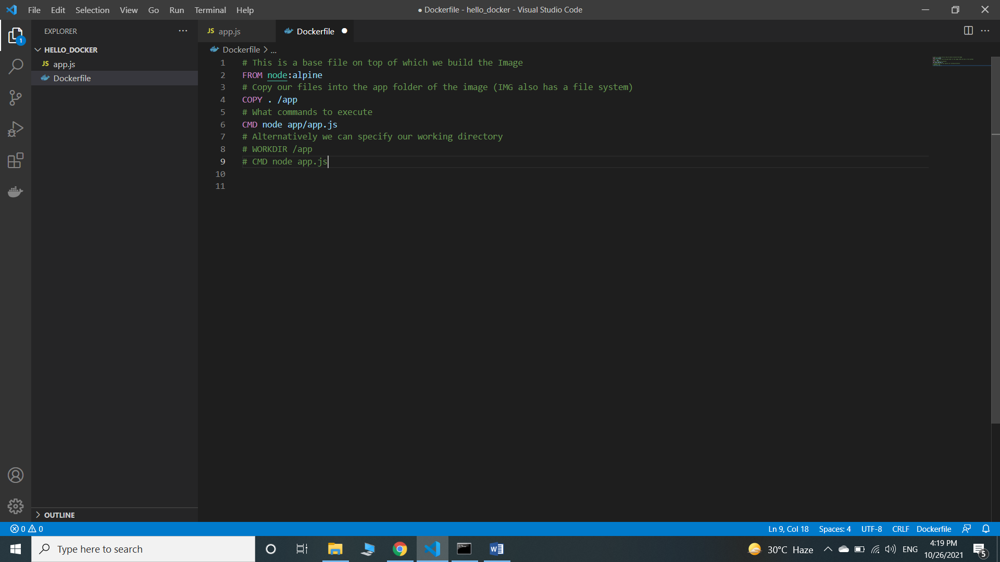 File Edit Selection View Go Run Terminal Help
● Dockerfile - hello_docker - Visual Studio Code
EXPLORER
1
HELLO_DOCKER
JS app.js
Dockerfile
JS app.js
Dockerfile
Dockerfile > ...
1 # This is a base file on top of which we build the Image
2 FROM node:alpine
3 # Copy our files into the app folder of the image (IMG also has a file system)
4 COPY . /app
5 # What commands to execute
6 CMD node app/app.js
7 # Alternatively we can specify our working directory
8 # WORKDIR /app
9 # CMD node app.js
10
11
OUTLINE
0 0
Ln 9, Col 18 Spaces: 4 UTF-8 CRLF Dockerfile
Type here to search
W
30°C Haze
ENG
4:19 PM
10/26/2021
5